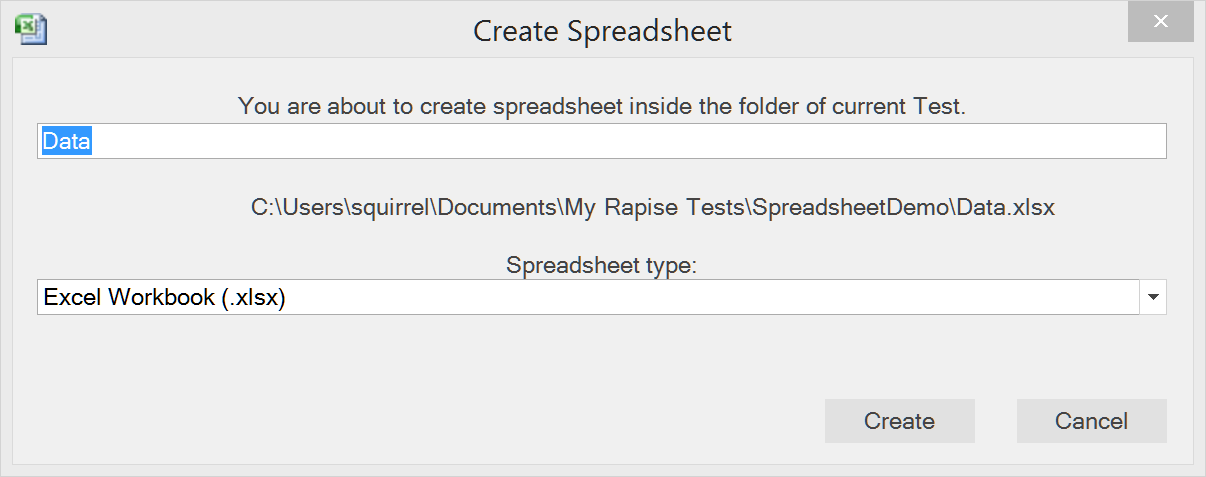 Create Spreadsheet
You are about to create spreadsheet inside the folder of current Test.
Data
C:\Users\squirrel\Documents\My Rapise Tests\SpreadsheetDemo\Data.xlsx
Spreadsheet type:
Excel Workbook (.xlsx)
Create
Cancel